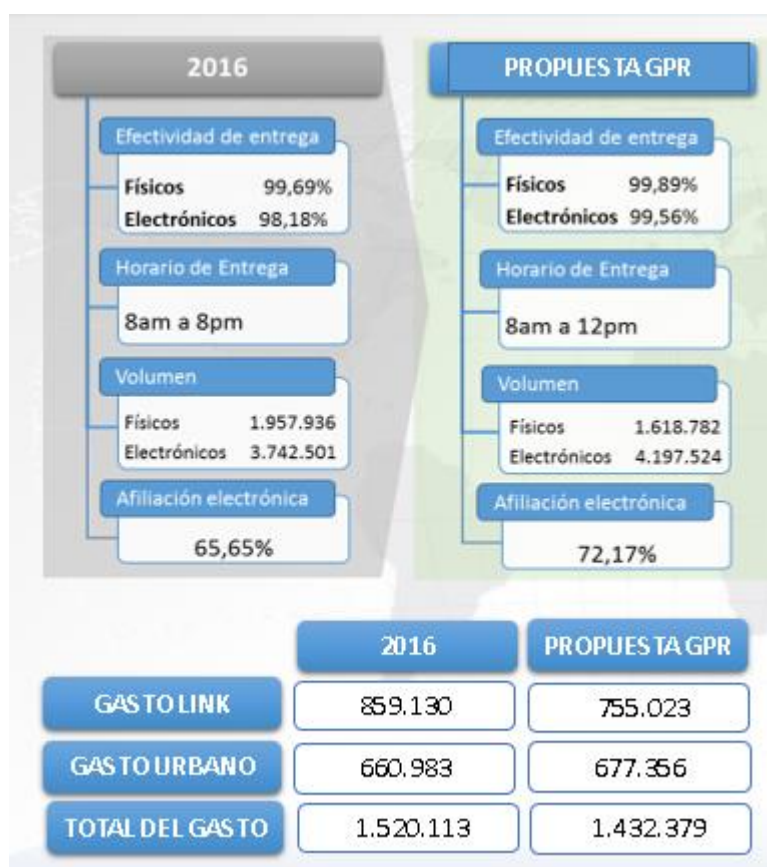 2016
Efectividad de entrega
Físicos 99,69%
Electrónicos 98,18%
Horario de Entrega
8am a 8pm
Volumen
Físicos 1.957.936
Electrónicos 3.742.501
Afiliación electrónica
65,65%
PROPUESTA GPR
Efectividad de entrega
Físicos 99,89%
Electrónicos 99,56%
Horario de Entrega
8am a 12pm
Volumen
Físicos 1.618.782
Electrónicos 4.197.524
Afiliación electrónica
72,17%
2016 PROPUESTA GPR
GASTO LINK 859.130 755.023
GASTO URBANO 660.983 677.356
TOTAL DEL GASTO 1.520.113 1.432.379